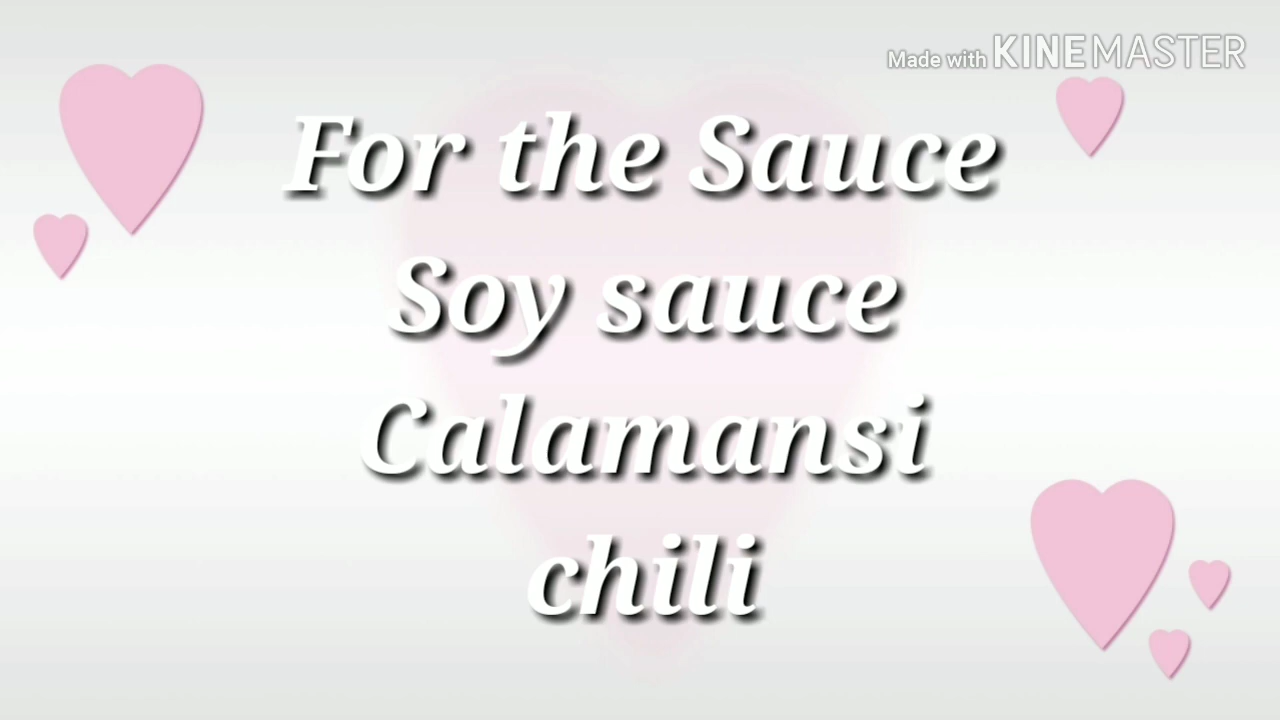 Made with KINEMASTER
For the Sauce
Soy sauce
Calamansi
chili